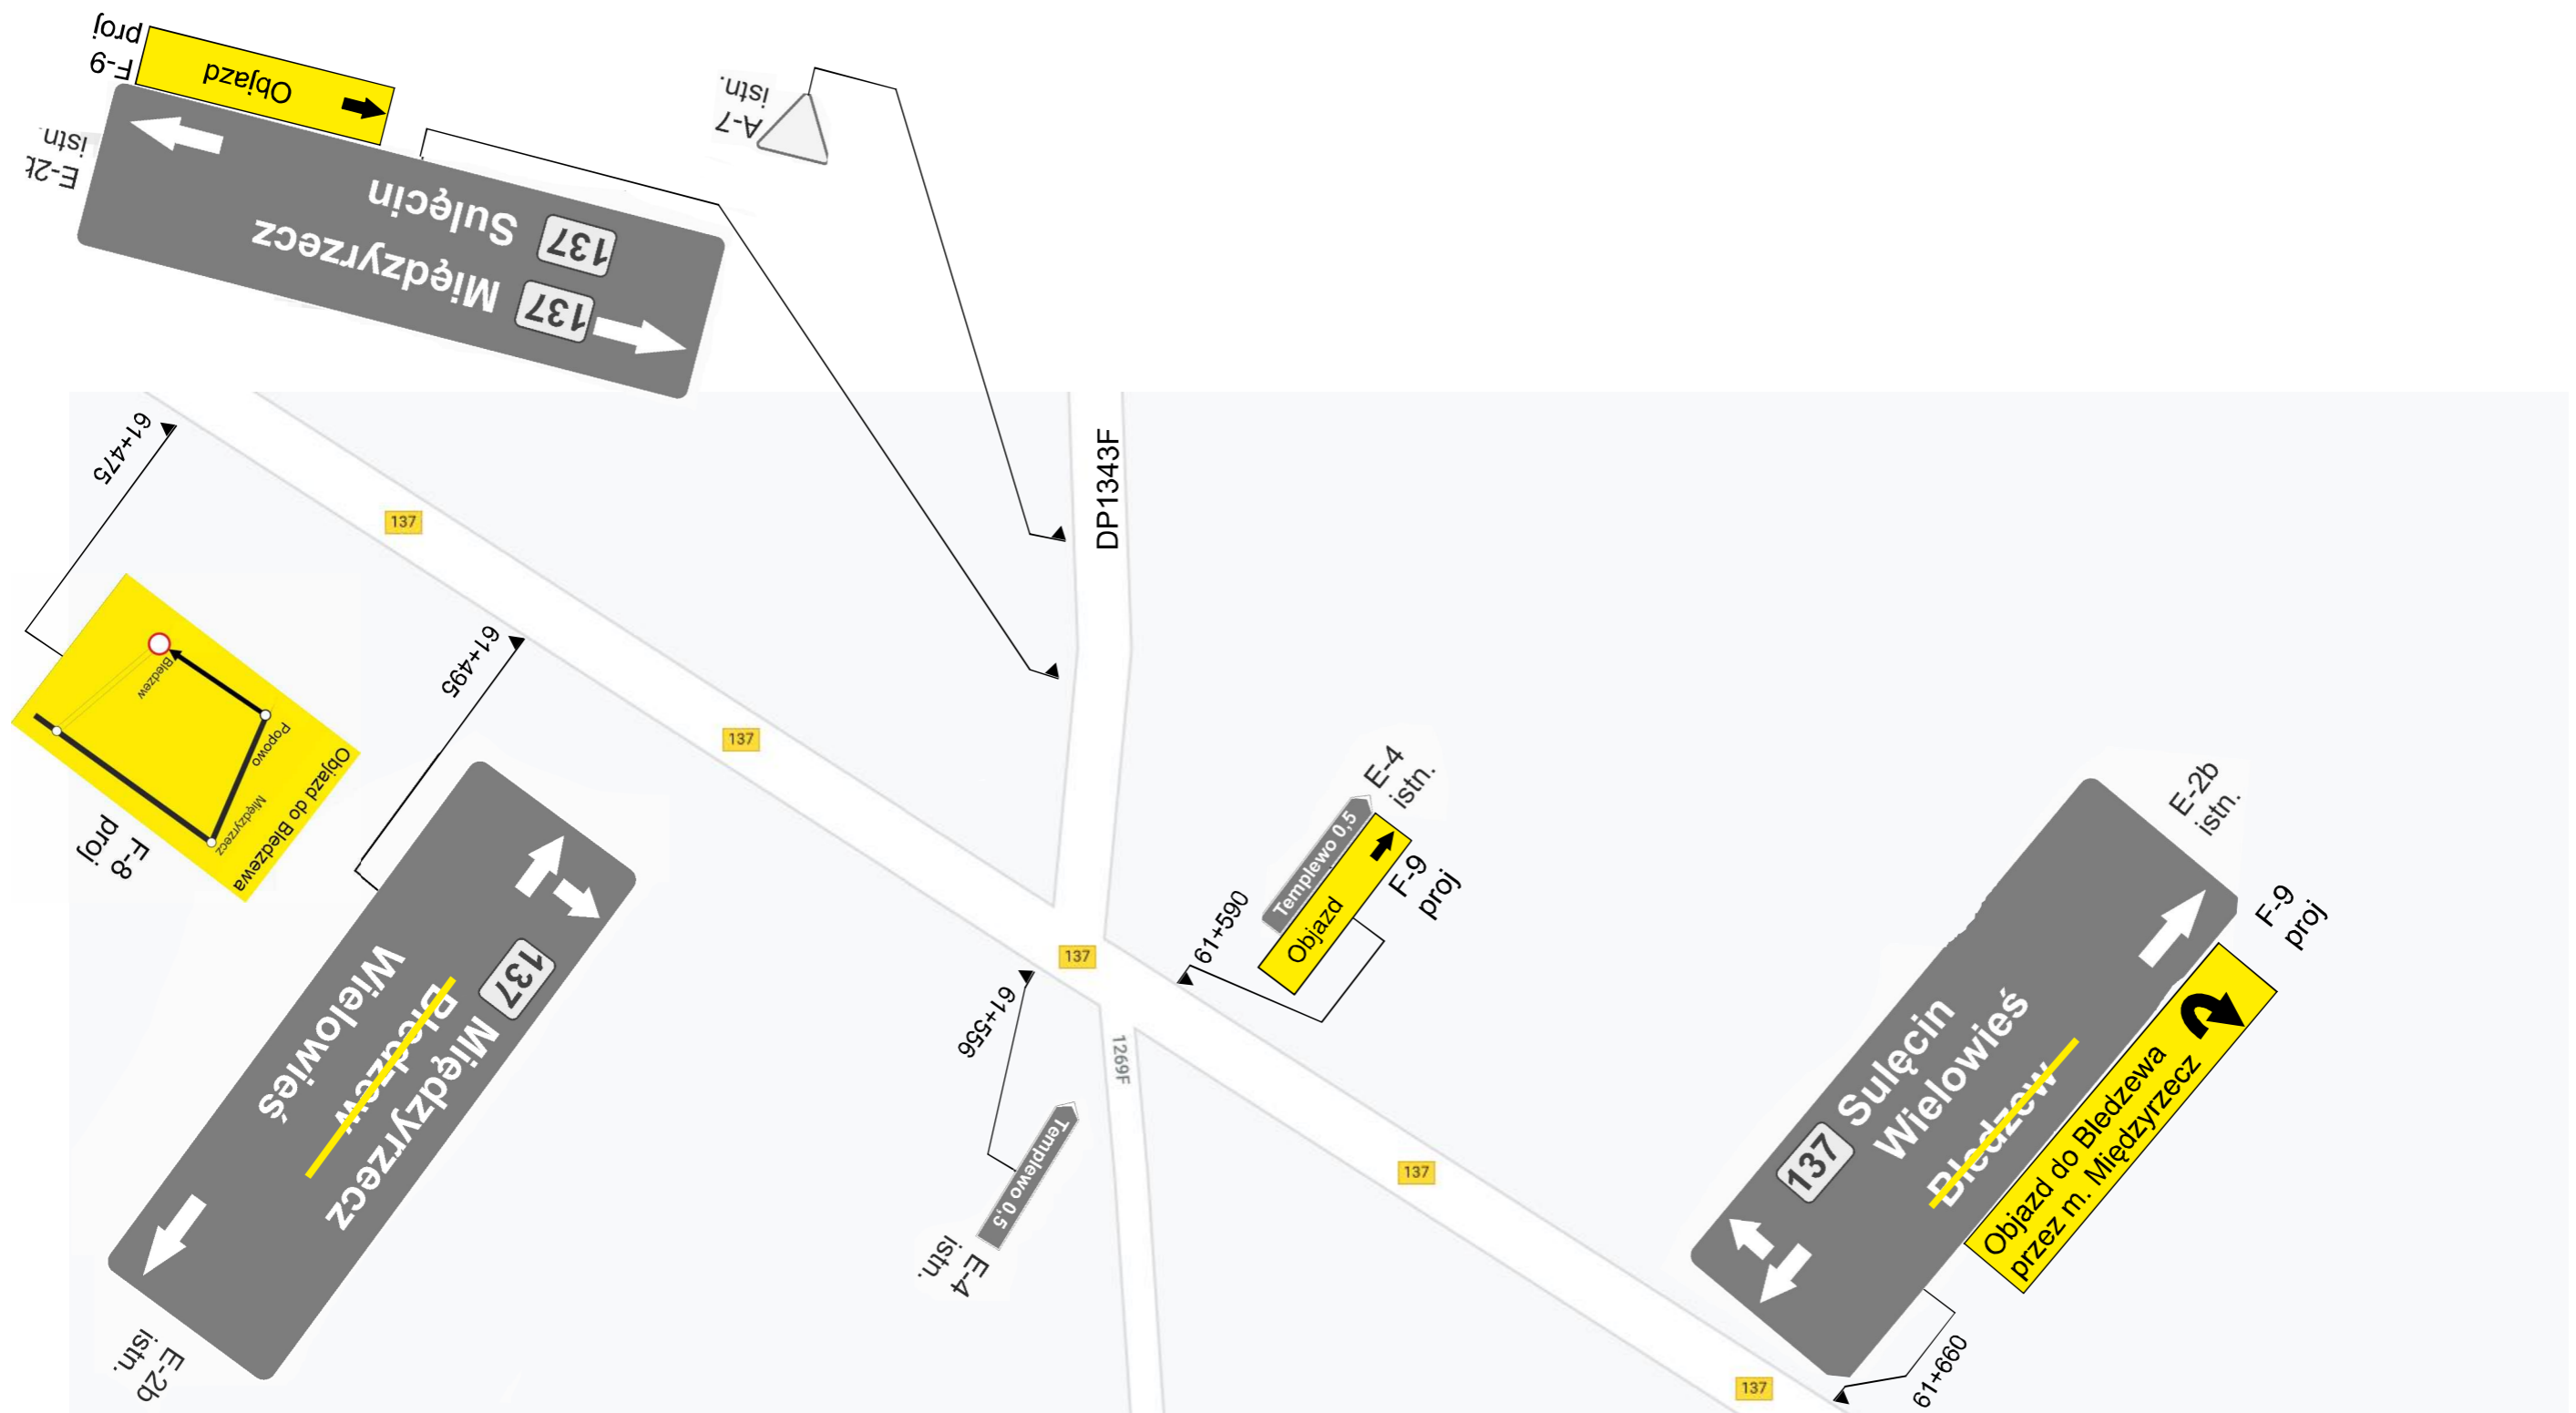 F-9
proj
Objazd
E-2b
istn.
Sulęcin 137
137 Międzyrzecz
A-7
istn.
DP1343F
61+475
137
61+495
Bledzew
Popowo
Międzyrzecz
Objazd do Bledzewa
F-8
proj
137
E-4
istn.
Templewo 0,5
Objazd
F-9
proj
61+590
137
61+556
1269F
Templewo 0,5
E-4
istn.
Wielowieś
Bledzew
137 Międzyrzecz
E-2b
istn.
137
E-2b
istn.
F-9
proj
137 Sulęcin
Wielowieś
Bledzew
Objazd do Bledzewa
przez m. Międzyrzecz
61+660
137